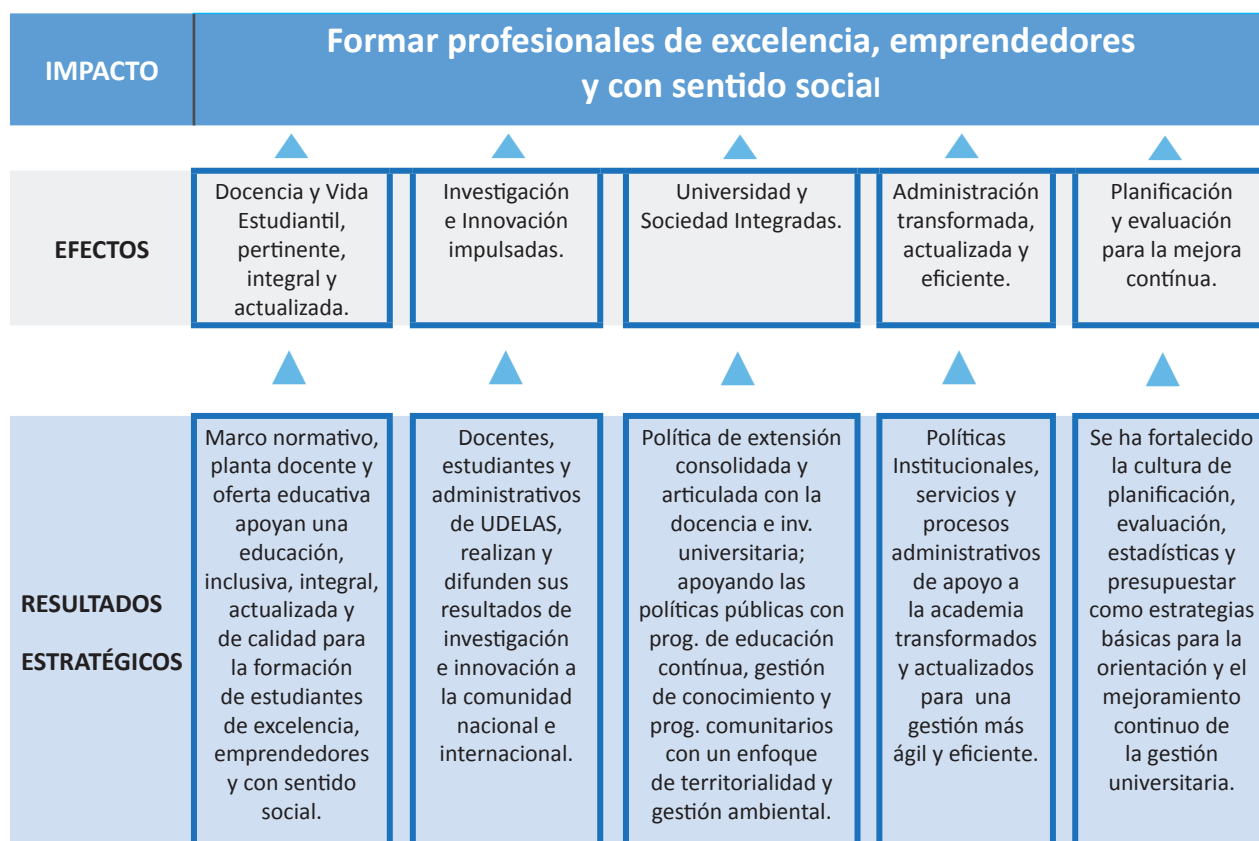 IMPACTO
Formar profesionales de excelencia, emprendedores
y con sentido social
EFECTOS
Docencia y Vida
Estudiantil,
pertinente,
integral y
actualizada.
Investigación
e Innovación
impulsadas.
Universidad y
Sociedad Integradas.
Administración
transformada,
actualizada y
eficiente.
Planificación
y evaluación
para la mejora
contínua.
RESULTADOS
ESTRATÉGICOS
Marco normativo,
planta docente y
oferta educativa
apoyan una
educación,
inclusiva, integral,
actualizada y
de calidad para
la formación
de estudiantes
de excelencia,
emprendedores
y con sentido
social.
Docentes,
estudiantes y
administrativos
de UDELAS,
realizan y
difunden sus
resultados de
investigación
e innovación a
la comunidad
nacional e
internacional.
Política de extensión
consolidada y
articulada con la
docencia e inv.
universitaria;
apoyando las
políticas públicas con
prog. de educación
contínua, gestión
de conocimiento y
prog. comunitarios
con un enfoque
de territorialidad y
gestión ambiental.
Políticas
Institucionales,
servicios y
procesos
administrativos
de apoyo a
la academia
transformados
y actualizados
para una
gestión más
ágil y eficiente.
Se ha fortalecido
la cultura de
planificación,
evaluación,
estadísticas y
presupuestar
como estrategias
básicas para la
orientación y el
mejoramiento
continuo de
la gestión
universitaria.